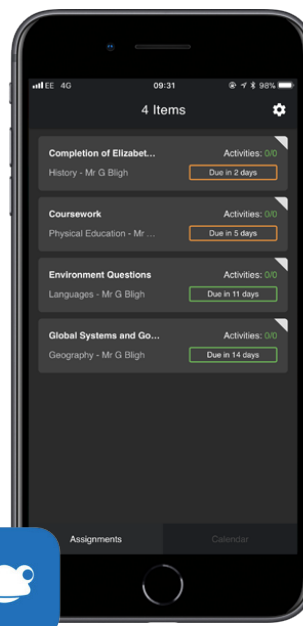 EE 4G 09:31 98%
4 Items
Completion of Elizabet... Activities: 0/0
History - Mr G Bligh Due in 2 days
Coursework Activities: 0/0
Physical Education - Mr ... Due in 5 days
Environment Questions Activities: 0/0
Languages - Mr G Bligh Due in 11 days
Global Systems and Go... Activities: 0/0
Geography - Mr G Bligh Due in 14 days
Assignments Calendar